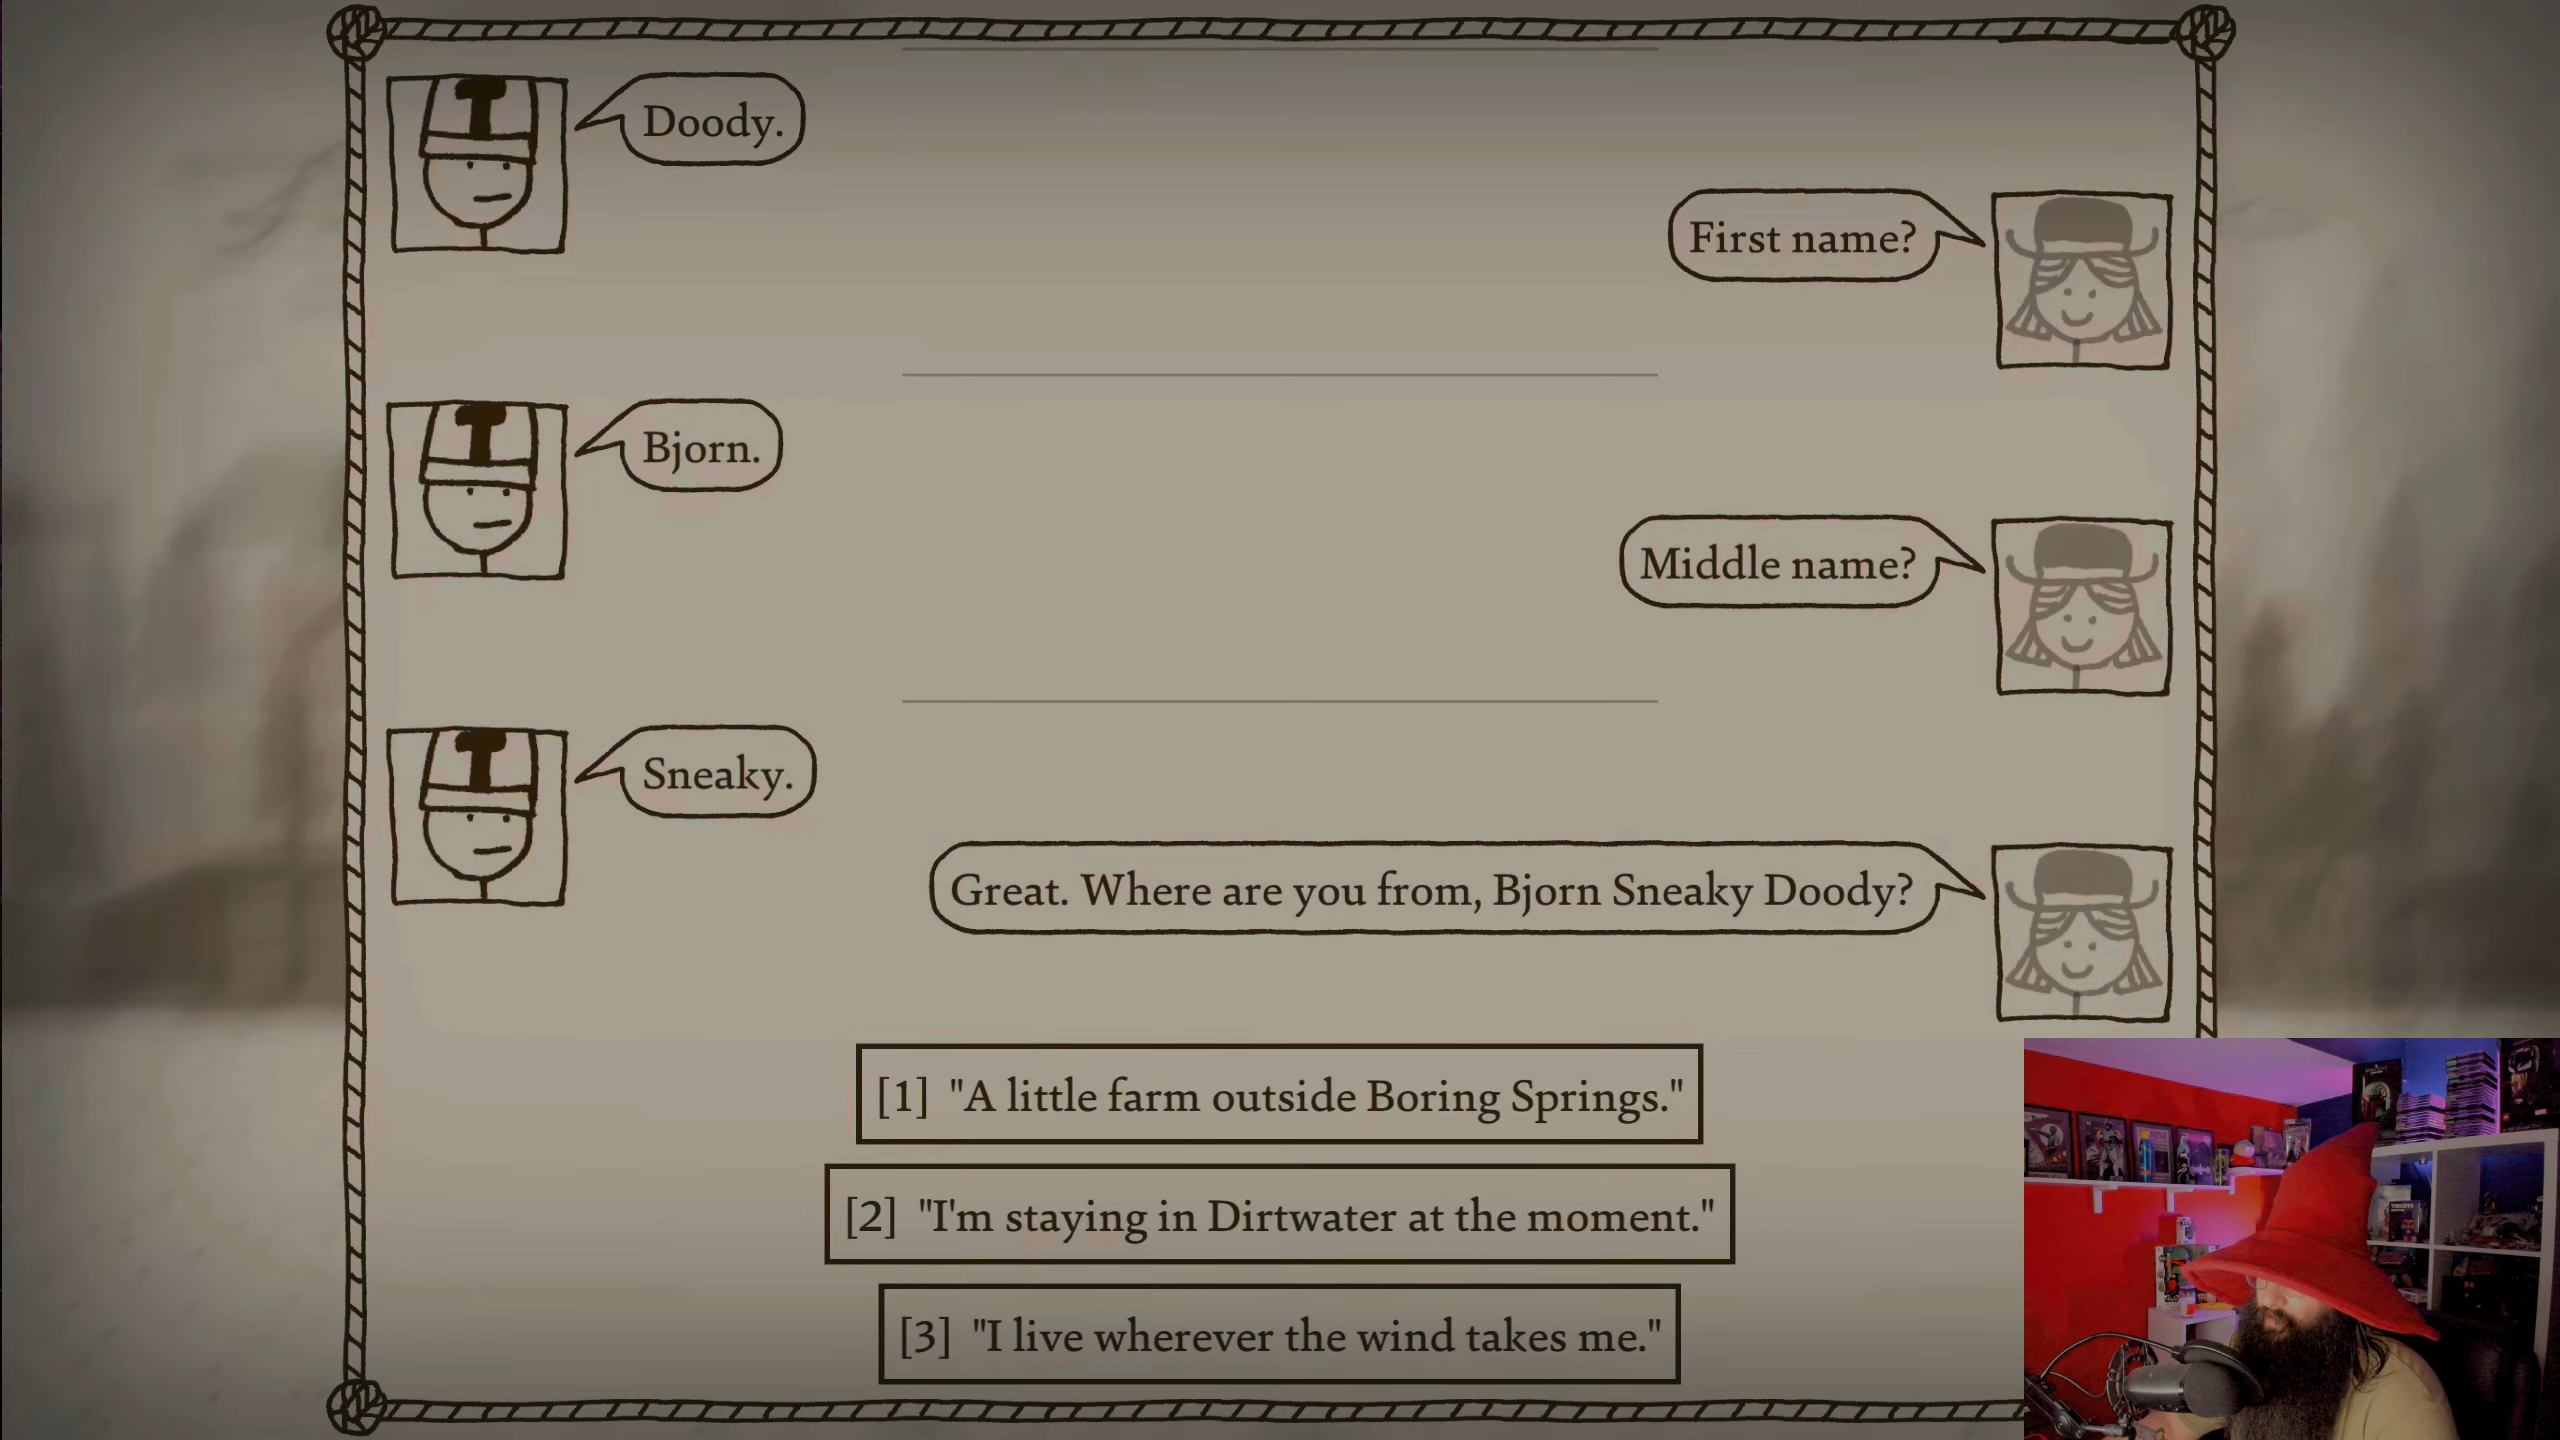 Doody.
First name?
Bjorn.
Middle name?
Sneaky.
Great. Where are you from, Bjorn Sneaky Doody?
[1] "A little farm outside Boring Springs."
[2] "I'm staying in Dirtwater at the moment."
[3] "I live wherever the wind takes me."